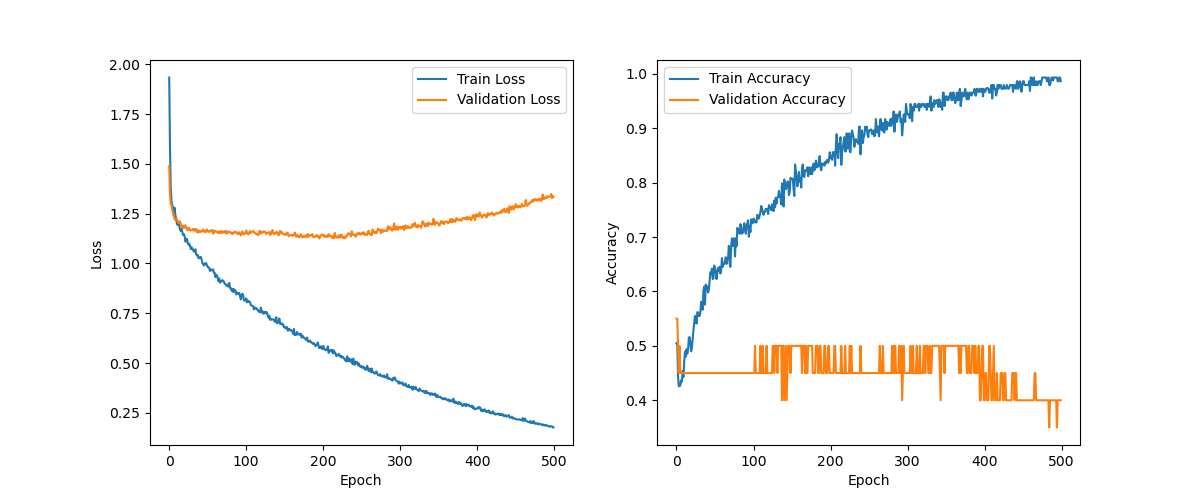 2.00
1.75
1.50
1.25
1.00
0.75
0.50
0.25
Loss
0 100 200 300 400 500
Epoch
Train Loss
Validation Loss
1.0
0.9
0.8
0.7
0.6
0.5
0.4
Accuracy
0 100 200 300 400 500
Epoch
Train Accuracy
Validation Accuracy